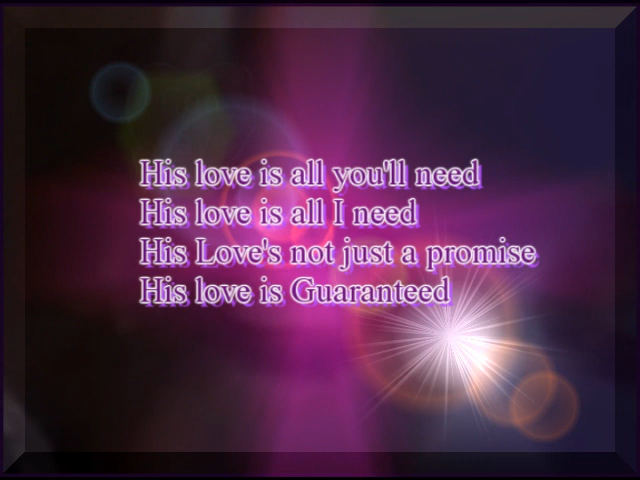 His love is all you'll need
His love is all I need
His Love's not just a promise
His love is Guaranteed